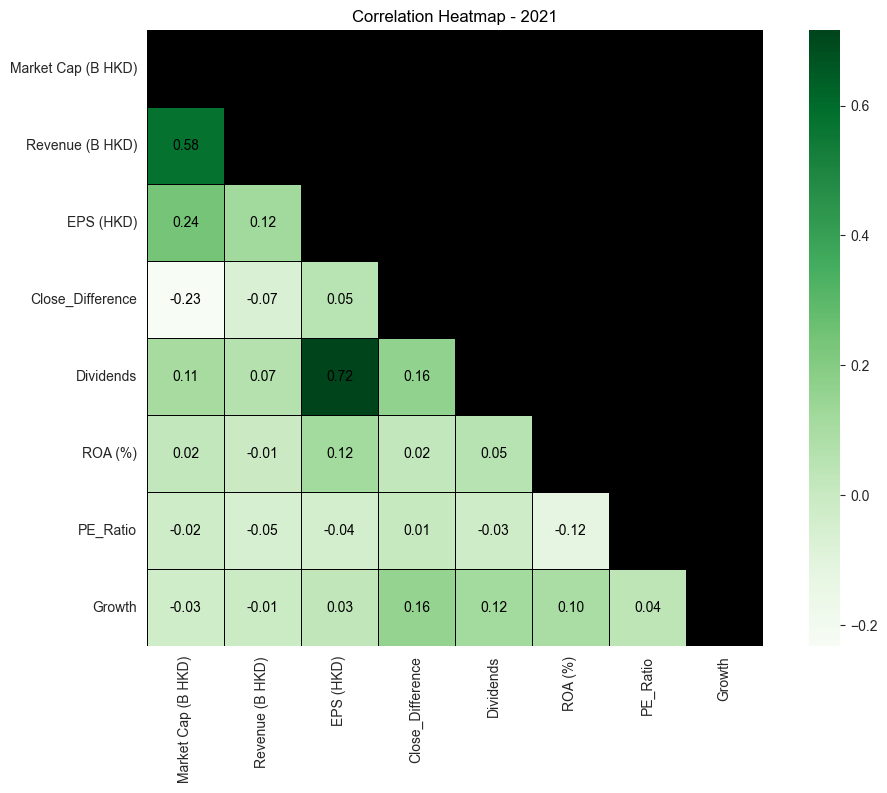 Correlation Heatmap - 2021
Market Cap (B HKD)
Revenue (B HKD)
0.58
EPS (HKD)
0.24 0.12
Close_Difference
-0.23 -0.07 0.05
Dividends
0.11 0.07 0.72 0.16
ROA (%)
0.02 -0.01 0.12 0.02 0.05
PE_Ratio
-0.02 -0.05 -0.04 0.01 -0.03 -0.12
Growth
-0.03 -0.01 0.03 0.16 0.12 0.10 0.04
Market Cap (B HKD)
Revenue (B HKD)
EPS (HKD)
Close_Difference
Dividends
ROA (%)
PE_Ratio
Growth
0.6
0.4
0.2
0.0
−0.2